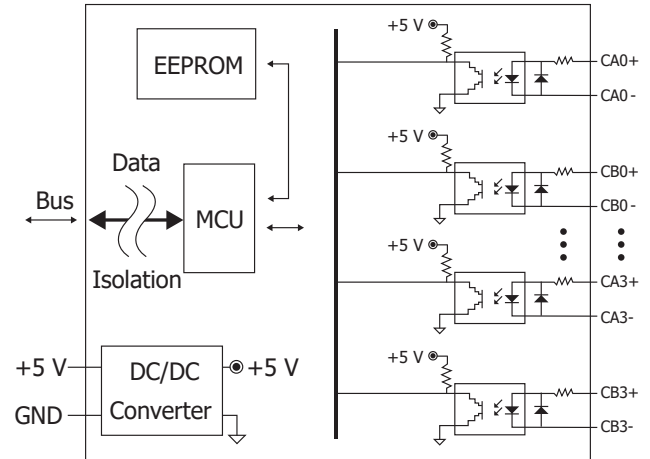 +5 V
EEPROM
CA0+
CA0-
+5 V
Data
CB0+
Bus
MCU
CB0-
+5 V
Isolation
CA3+
CA3-
+5 V
+5 V
DC/DC
Converter
+5 V
GND
CB3+
CB3-